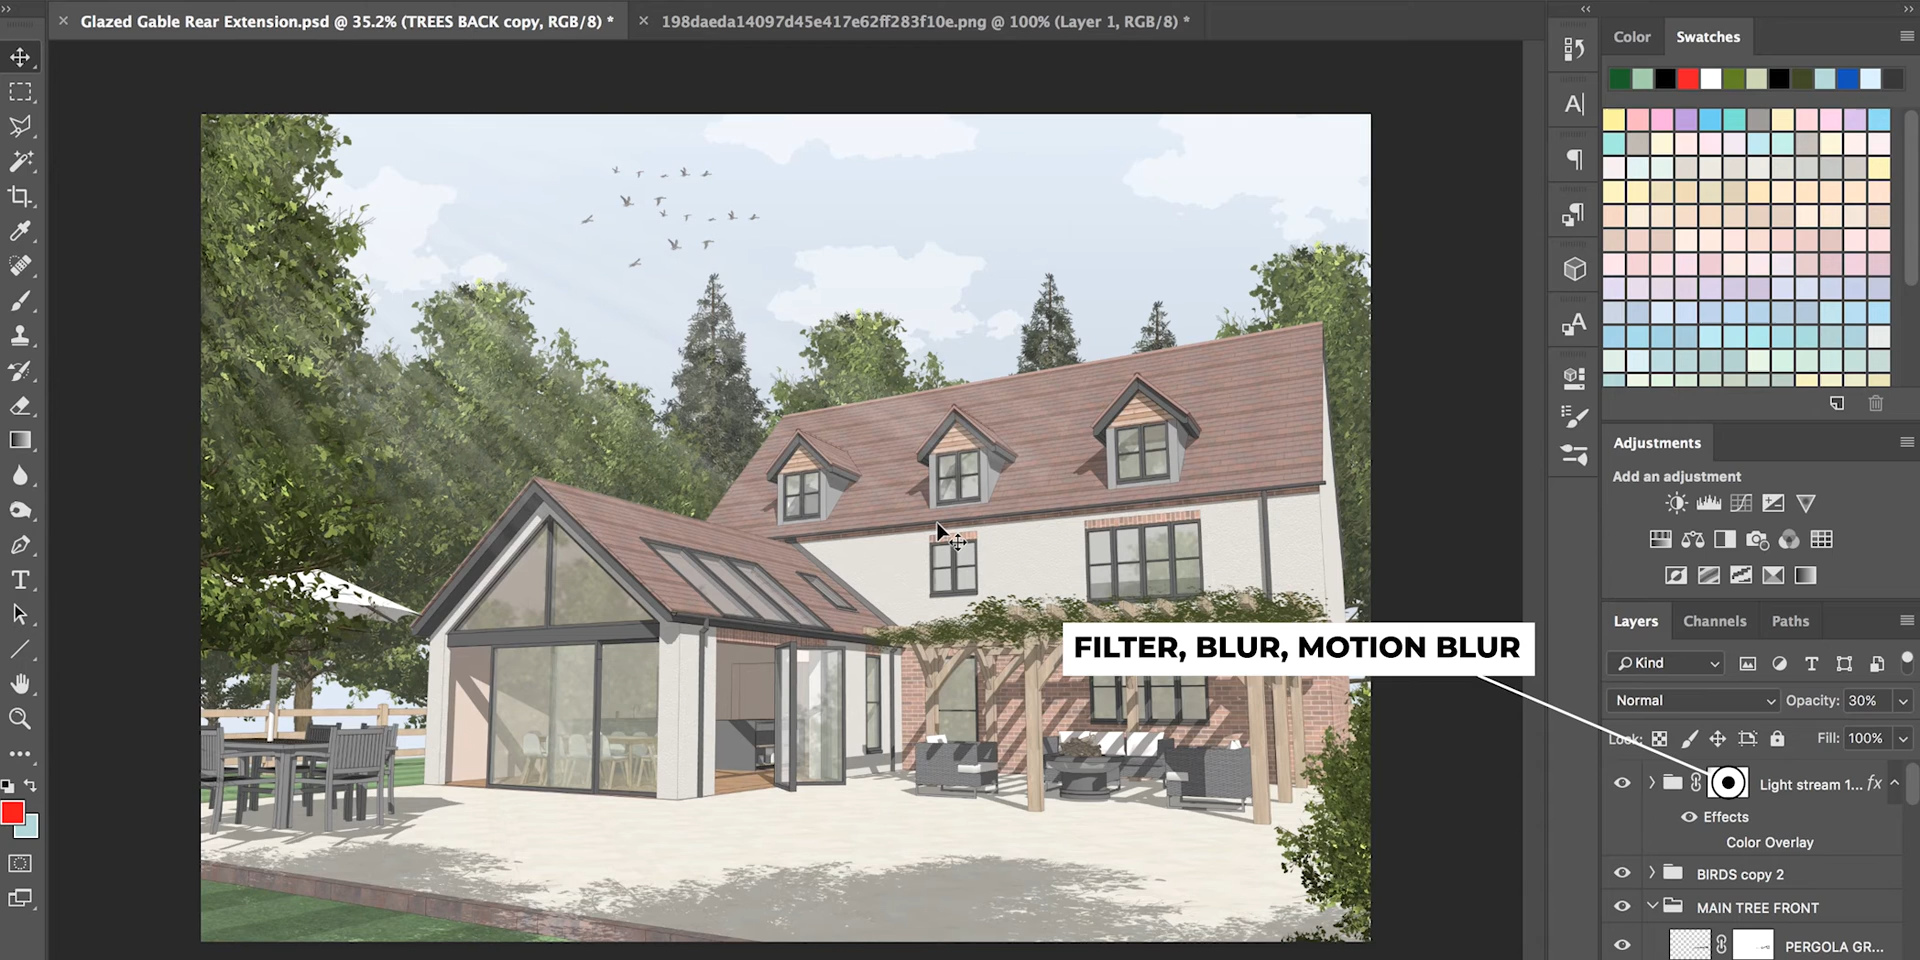 Glazed Gable Rear Extension.psd @ 35.2% (TREES BACK copy, RGB/8) *
198daeda14097d45e417e62ff283f10e.png @ 100% (Layer 1, RGB/8) *
Color
Swatches
Adjustments
Add an adjustment
FILTER, BLUR, MOTION BLUR
Layers
Channels
Paths
Kind
Normal
Opacity: 30%
Lock:
Fill: 100%
Light stream 1... fx
Effects
Color Overlay
BIRDS copy 2
MAIN TREE FRONT
PERGOLA GR...